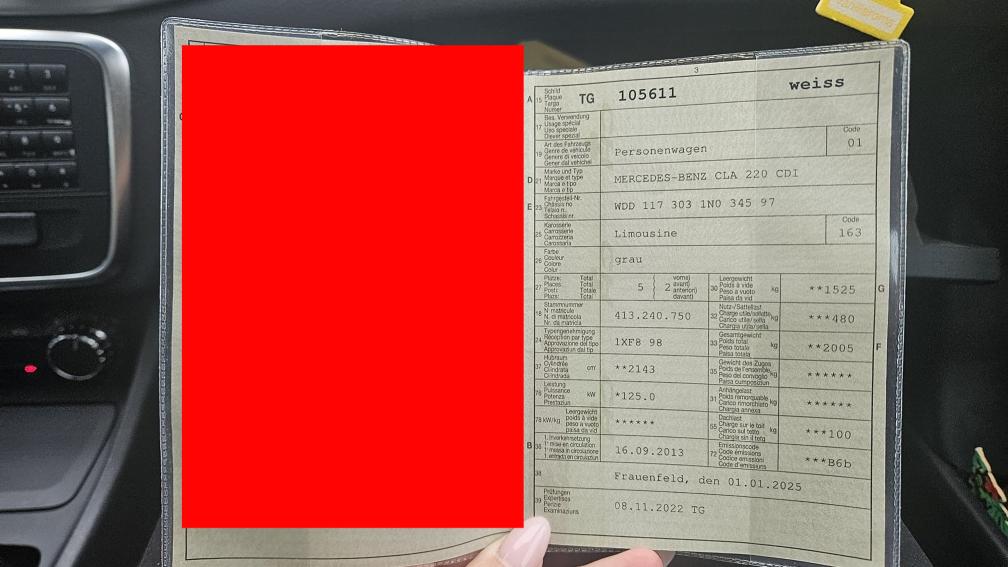 3
A 15 Schild Plaque Targa Numer TG 105611 weiss
17 Bes. Verwendung Usage spécial Uso speciale Diever spezial
19 Art des Fahrzeugs Genre de véhicule Genere di veicolo Gener dal vehichel Personenwagen Code 01
D 21 Marke und Typ Marque et type Marca e tipo Marca e tip MERCEDES-BENZ CLA 220 CDI
E 23 Fahrgestell-Nr. Châssis no Telaio n. Schassis nr. WDD 117 303 1N0 345 97
25 Karosserie Carrosserie Carrozzeria Carossaria Limousine Code 163
26 Farbe Couleur Colore Colur grau
27 Plätze: Places: Posti: Plazs: Total Total Totale Total 5 { 2 vorne) avant) anteriori) davant) 30 Leergewicht Poids à vide Peso a vuoto Paisa da vid kg **1525 G
18 Stammnummer N° matricule N. di matricola Nr. da matricla 413.240.750 32 Nutz-/Sattellast Charge utile/sellette Carico utile/sella Chargia utila/sella kg ***480
24 Typengenehmigung Réception par type Approvazione del tipo Approvaziun dal tip 1XF8 98 33 Gesamtgewicht Poids total Peso totale Paisa totala kg **2005 F
37 Hubraum Cylindrée Cilindrata Cilindrada cm³ **2143 35 Gewicht des Zuges Poids de l'ensemble Peso del convoglio Paisa cumposiziun kg ******
76 Leistung Puissance Potenza Prestaziun kW *125.0 31 Anhängelast Poids remorquable Carico rimorchiato Chargia annexa kg ******
78 kW/kg Leergewicht poids à vide peso a vuoto paisa da vid ****** 55 Dachlast Charge sur le toit Carico sul tetto Chargia sin il tetg kg ***100
B 36 1. Inverkehrsetzung 1re mise en circulation 1a messa in circolazione 1. entrada en circulaziun 16.09.2013 72 Emissionscode Code émissions Codice emissioni Code d'emissiuns ***B6b
38 Frauenfeld, den 01.01.2025
39 Prüfungen Expertises Perizie Examinaziuns 08.11.2022 TG